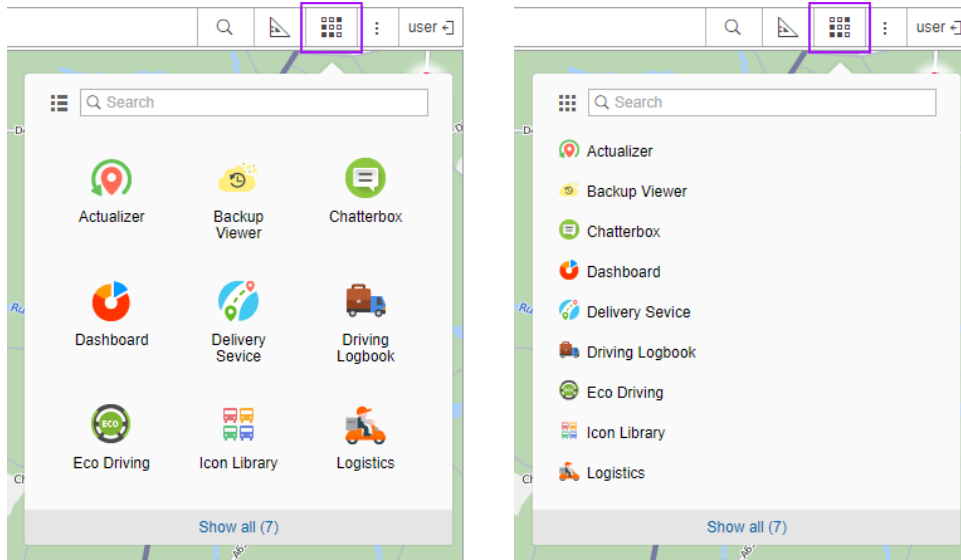 user
Search
Actualizer
Backup
Viewer
Chatterbox
Dashboard
Delivery
Sevice
Driving
Logbook
ECO
Eco Driving
Icon Library
Logistics
Show all (7)
user
Search
Actualizer
Backup Viewer
Chatterbox
Dashboard
Delivery Sevice
Driving Logbook
Eco Driving
Icon Library
Logistics
Show all (7)